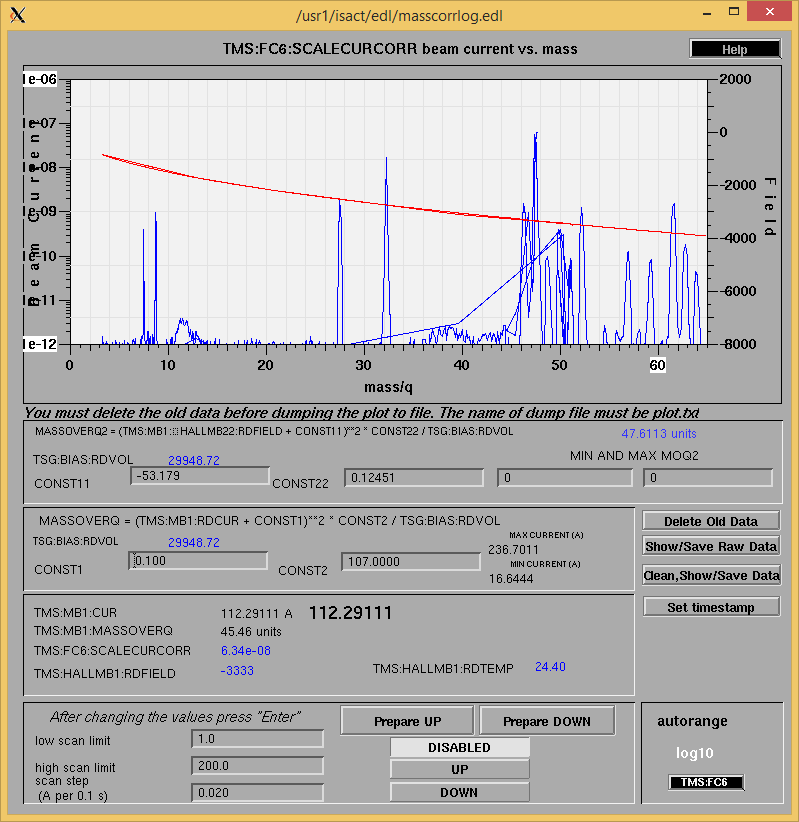 /usr1/isact/edl/masscorrlog.edl
TMS:FC6:SCALECURCORR beam current vs. mass
Help
1e-06
1e-07
1e-08
1e-09
1e-10
1e-11
1e-12
Beam Current
2000
0
-2000
-4000
-6000
-8000
Field
0
10
20
30
40
50
60
mass/q
You must delete the old data before dumping the plot to file. The name of dump file must be plot.txt
47.6113 units
TSG:BIAS:RDVOL 29948.72
MIN AND MAX MOQ2
CONST11 -53.179 CONST22 0.12451 0 0
MASSOVERQ = (TMS:MB1:RDCUR + CONST1)**2 * CONST2 / TSG:BIAS:RDVOL
TSG:BIAS:RDVOL 29948.72
MAX CURRENT (A)
236.7011
MIN CURRENT (A)
16.6444
CONST1 0.100 CONST2 107.0000
Delete Old Data
Show/Save Raw Data
Clean,Show/Save Data
Set timestamp
TMS:MB1:CUR 112.29111 A 112.29111
TMS:MB1:MASSOVERQ 45.46 units
TMS:FC6:SCALECURCORR 6.34e-08
TMS:HALLMB1:RDFIELD -3333
TMS:HALLMB1:RDTEMP 24.40
After changing the values press "Enter"
low scan limit 1.0
high scan limit 200.0
scan step
(A per 0.1 s) 0.020
Prepare UP
Prepare DOWN
DISABLED
UP
DOWN
autorange
log10
TMS:FC6